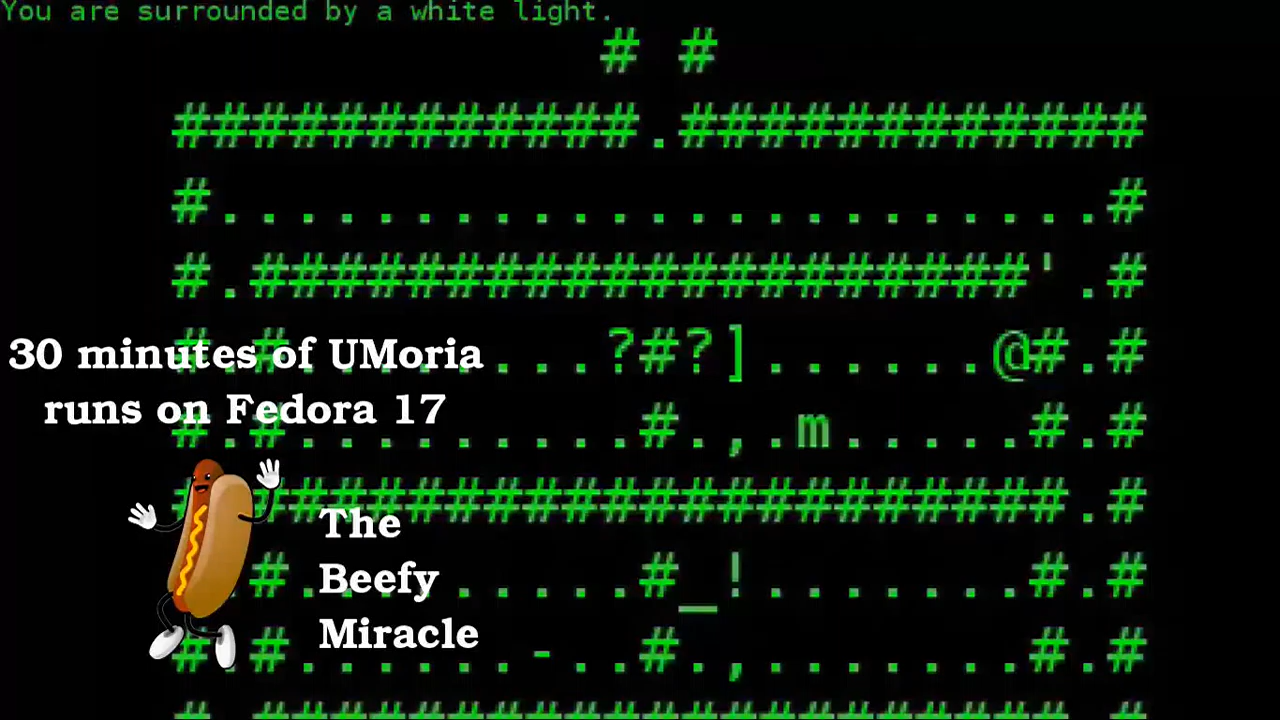 You are surrounded by a white light.
# #
############.############
#.......................#
#.####################'.#
#.#........?#?]......@#.#
30 minutes of UMoria
runs on Fedora 17
#.#.........#.,.m.....#.#
#.#####################.#
The
Beefy
Miracle
#.........#_!.......#.#
#.#......-..#.,.......#.#
# ##################### #